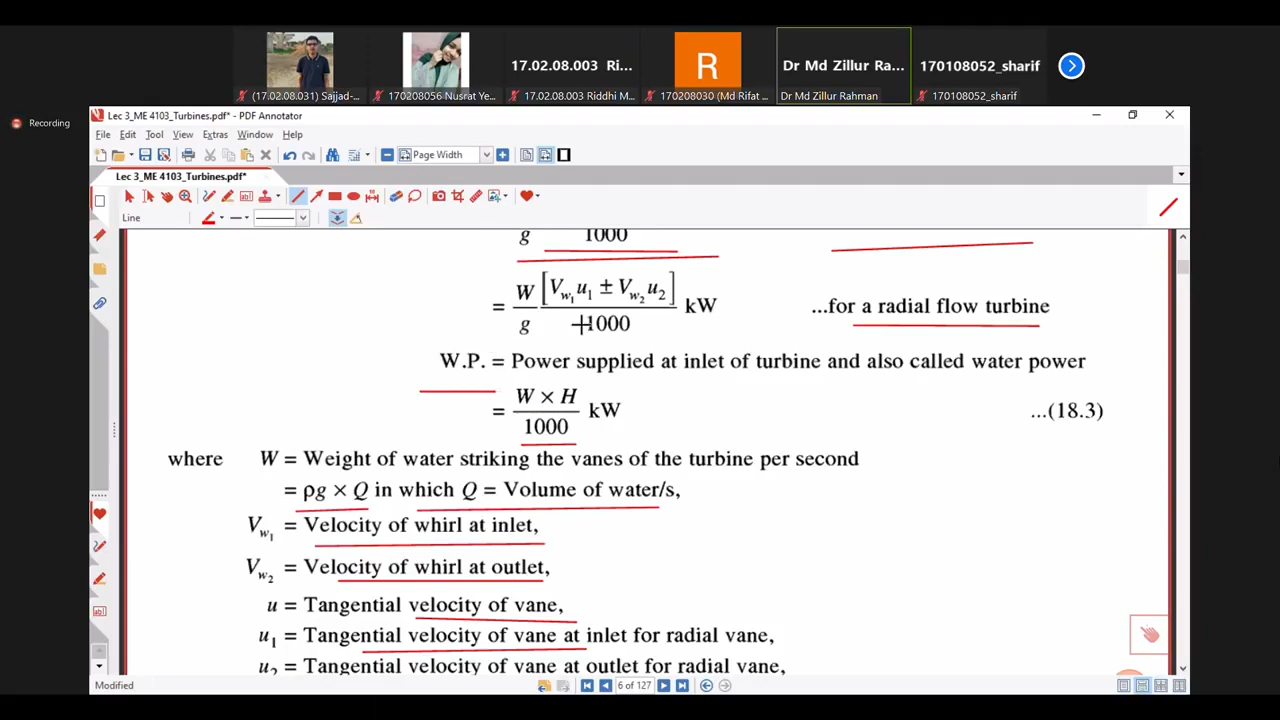 170208056 Nusrat Ye...
(17.02.08.031) Sajjad-
17.02.08.003 Ri...
17.02.08.003 Riddhi M...
R
170208030 (Md Rifat ...
Dr Md Zillur Ra...
Dr Md Zillur Rahman
170108052_sharif
170108052_sharif
Recording
Lec 3_ME 4103_Turbines.pdf* - PDF Annotator
File Edit Tool View Extras Window Help
Page Width
Lec 3_ME 4103_Turbines.pdf*
Line
g 1000
= W/g [V_w₁ u₁ ± V_w₂ u₂]/1000 kW ...for a radial flow turbine
W.P. = Power supplied at inlet of turbine and also called water power
= W × H/1000 kW ...(18.3)
where W = Weight of water striking the vanes of the turbine per second
= ρg × Q in which Q = Volume of water/s,
V_w₁ = Velocity of whirl at inlet,
V_w₂ = Velocity of whirl at outlet,
u = Tangential velocity of vane,
u₁ = Tangential velocity of vane at inlet for radial vane,
u₂ = Tangential velocity of vane at outlet for radial vane,
Modified
6 of 127